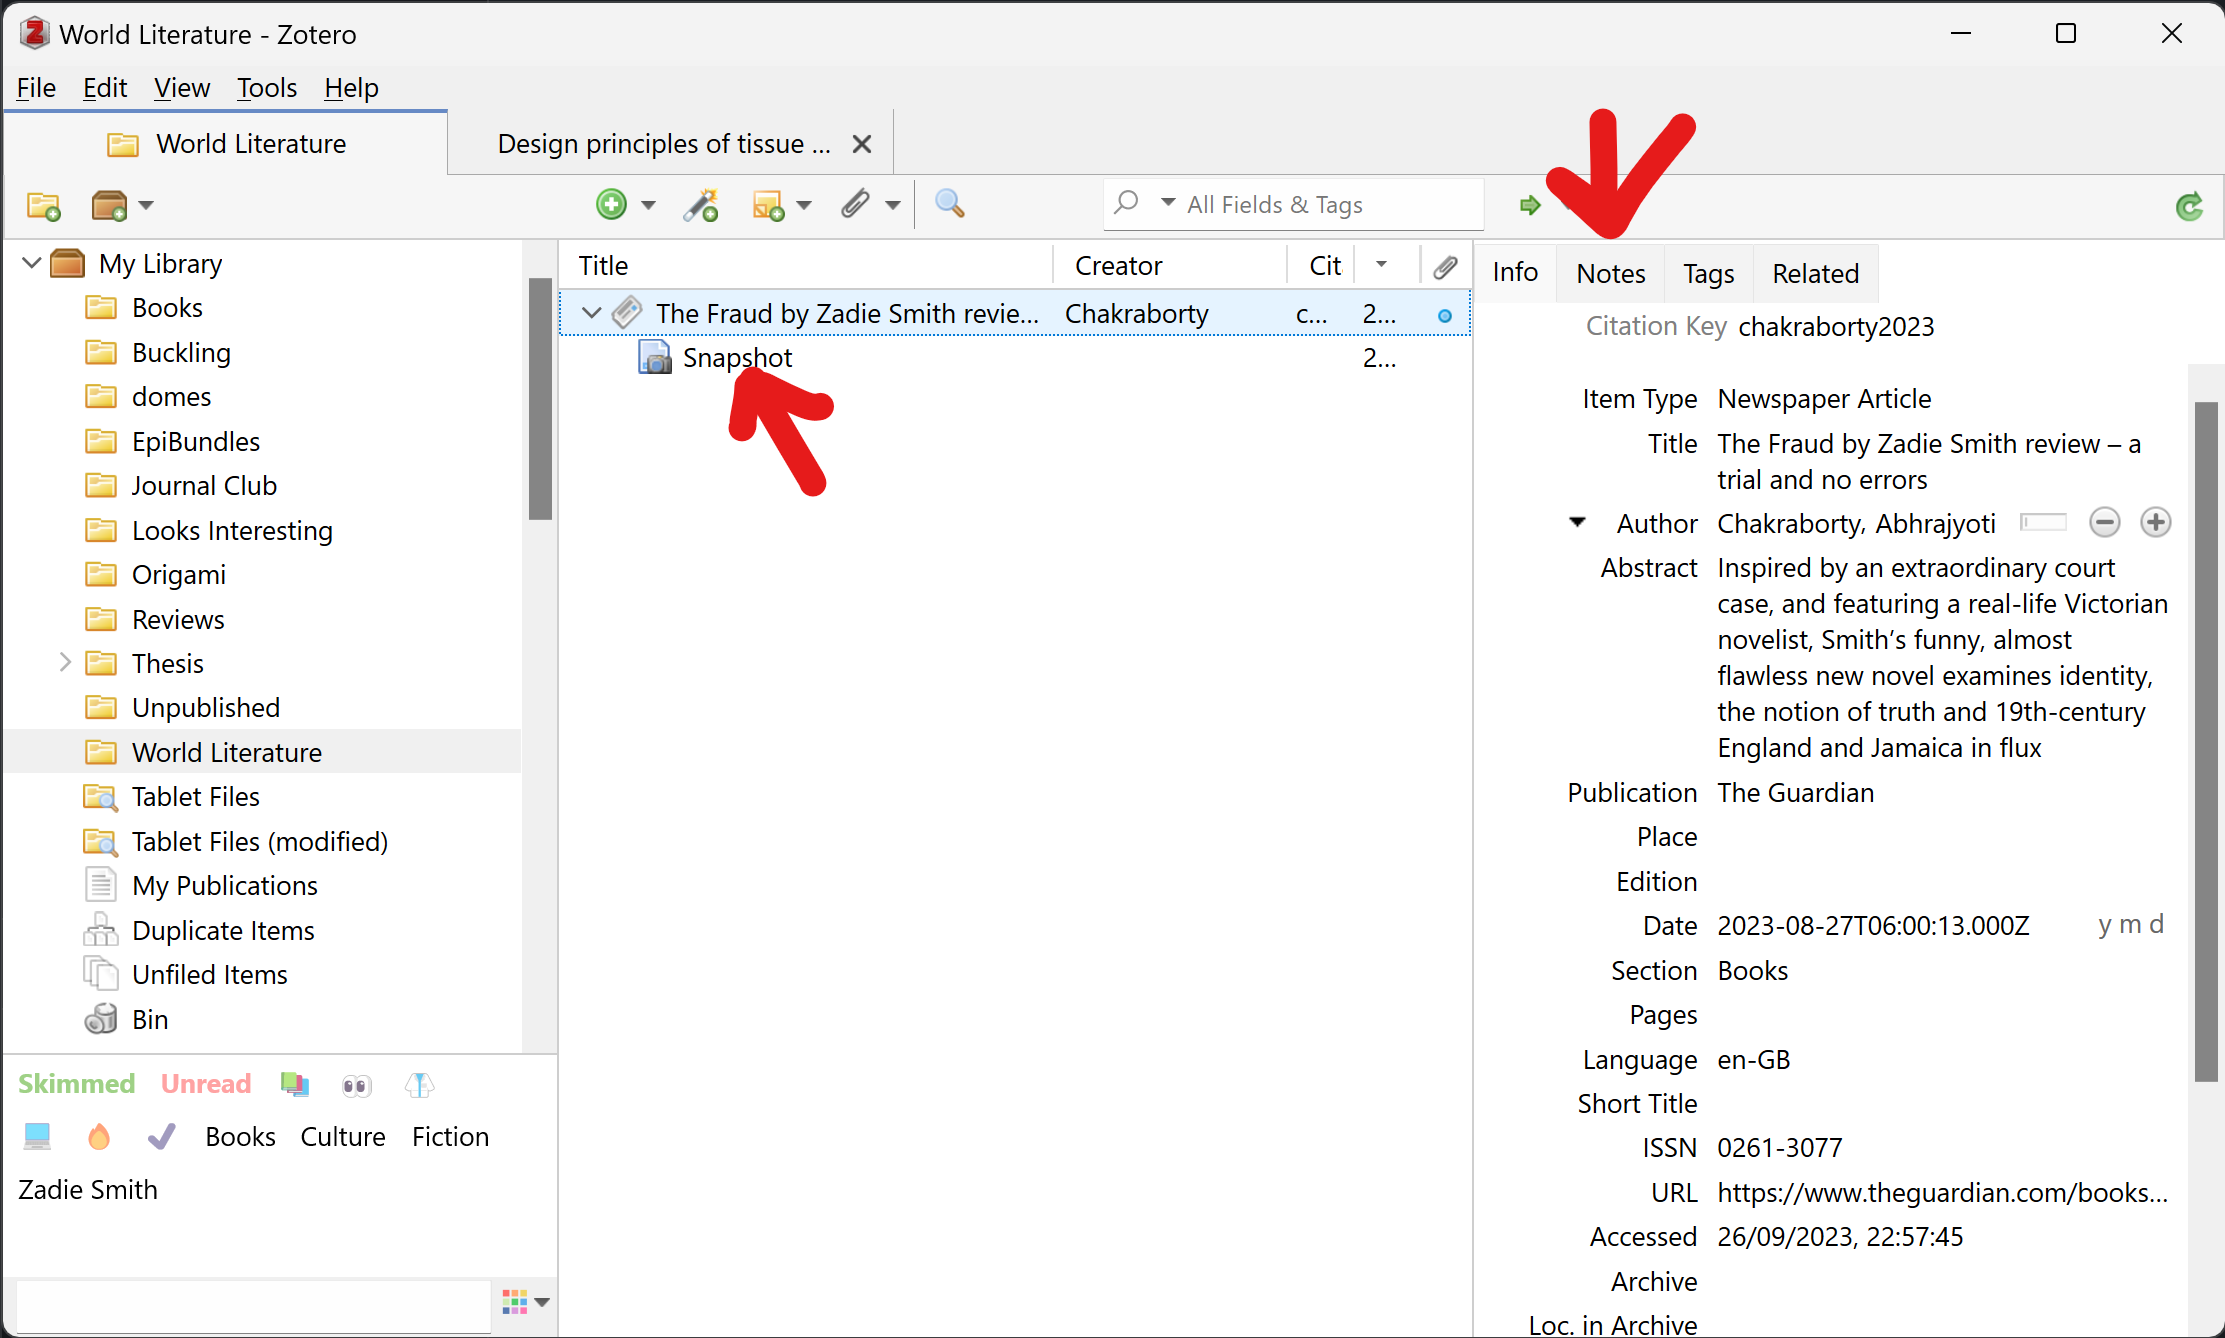 World Literature - Zotero
File Edit View Tools Help
World Literature
Design principles of tissue ...
All Fields & Tags
My Library
Books
Buckling
domes
EpiBundles
Journal Club
Looks Interesting
Origami
Reviews
Thesis
Unpublished
World Literature
Tablet Files
Tablet Files (modified)
My Publications
Duplicate Items
Unfiled Items
Bin
Skimmed Unread
Books Culture Fiction
Zadie Smith
Title Creator Cit
The Fraud by Zadie Smith revie... Chakraborty c... 2...
Snapshot 2...
Info Notes Tags Related
Citation Key chakraborty2023
Item Type Newspaper Article
Title The Fraud by Zadie Smith review – a
trial and no errors
Author Chakraborty, Abhrajyoti
Abstract Inspired by an extraordinary court
case, and featuring a real-life Victorian
novelist, Smith’s funny, almost
flawless new novel examines identity,
the notion of truth and 19th-century
England and Jamaica in flux
Publication The Guardian
Place
Edition
Date 2023-08-27T06:00:13.000Z y m d
Section Books
Pages
Language en-GB
Short Title
ISSN 0261-3077
URL https://www.theguardian.com/books...
Accessed 26/09/2023, 22:57:45
Archive
Loc. in Archive